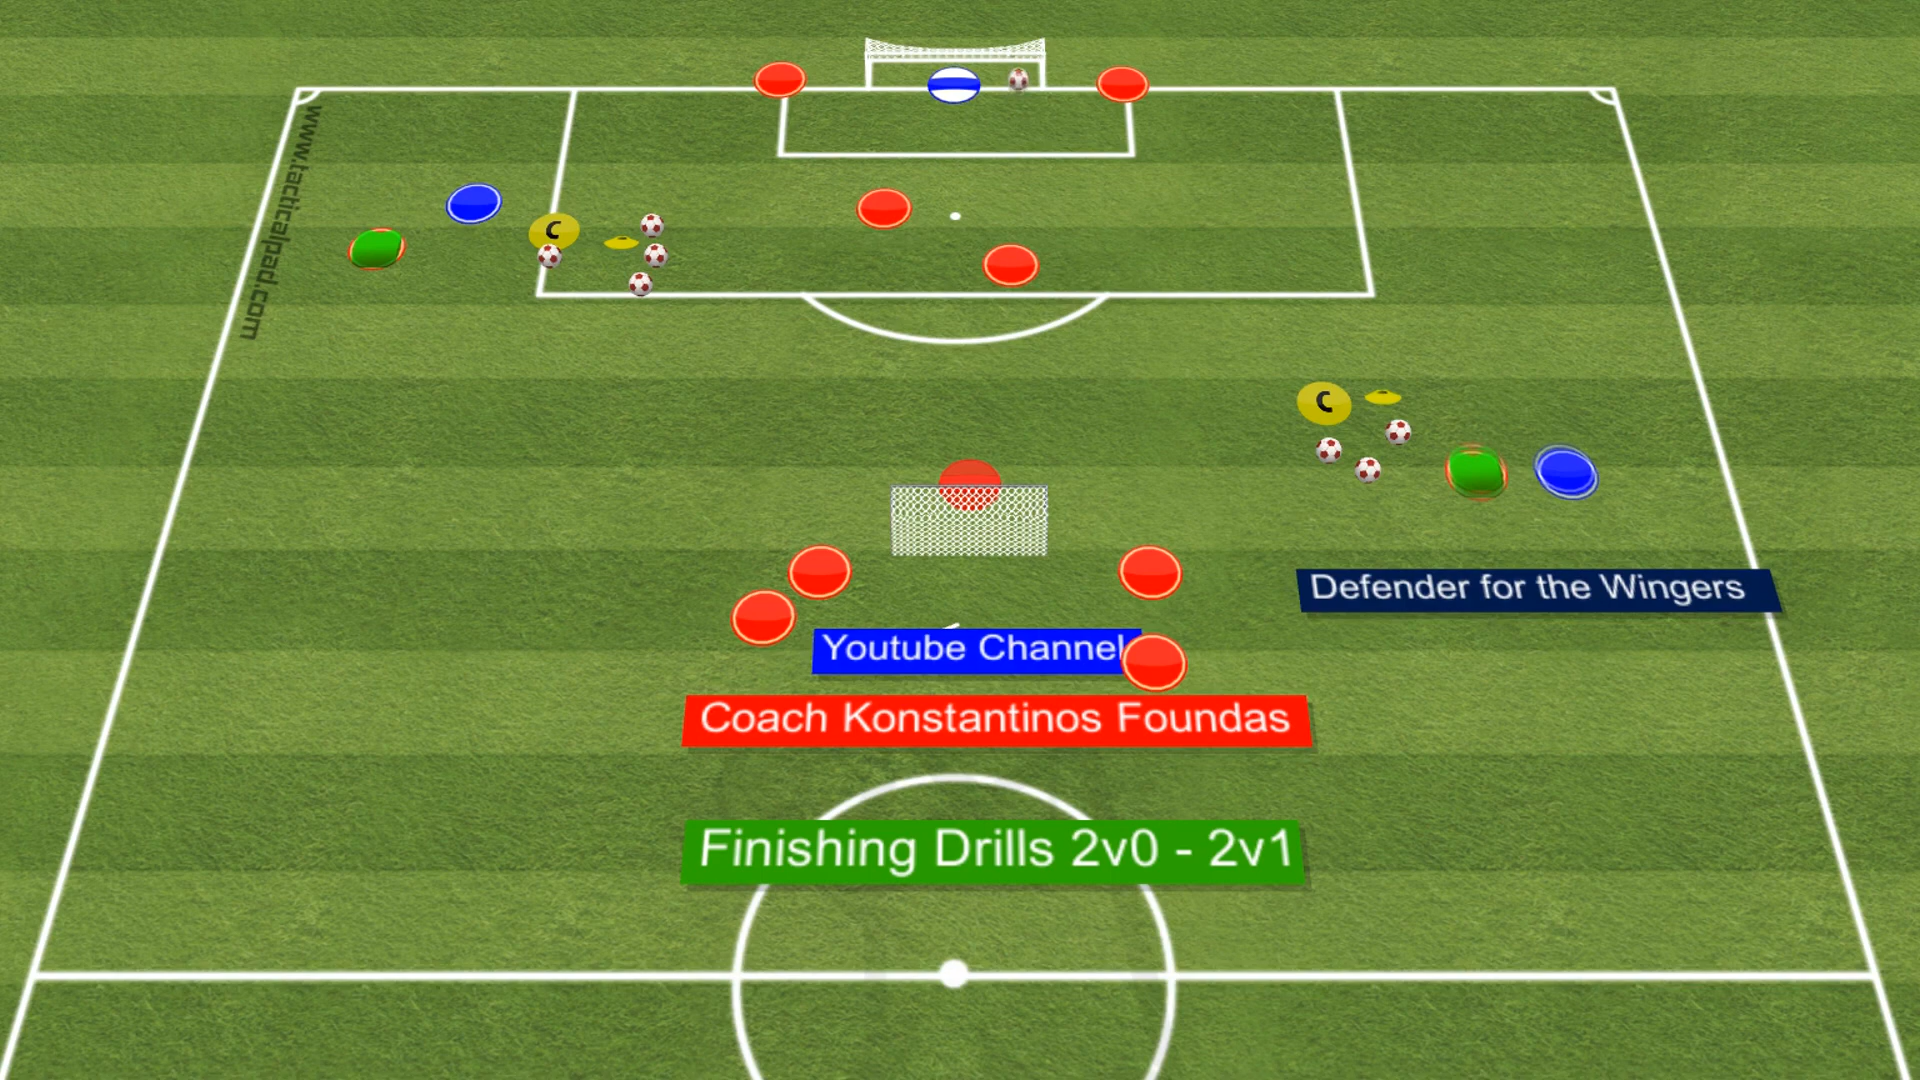 www.tacticalpad.com
C
C
Defender for the Wingers
Youtube Channel
Coach Konstantinos Foundas
Finishing Drills 2v0 - 2v1